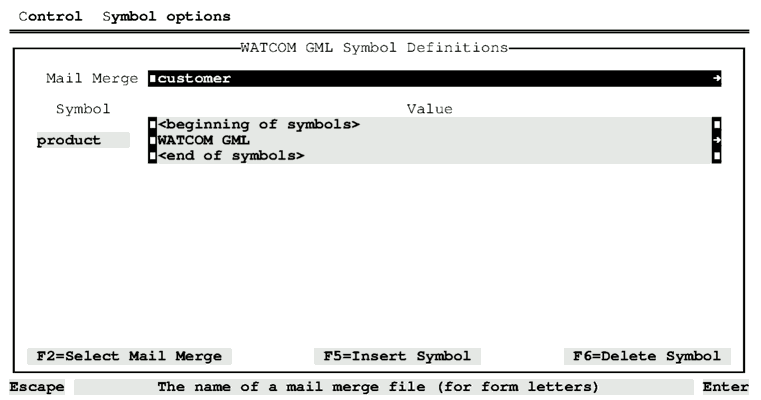 Control Symbol options
WATCOM GML Symbol Definitions
Mail Merge customer →
Symbol Value
<beginning of symbols>
product WATCOM GML →
<end of symbols>
F2=Select Mail Merge F5=Insert Symbol F6=Delete Symbol
Escape The name of a mail merge file (for form letters) Enter